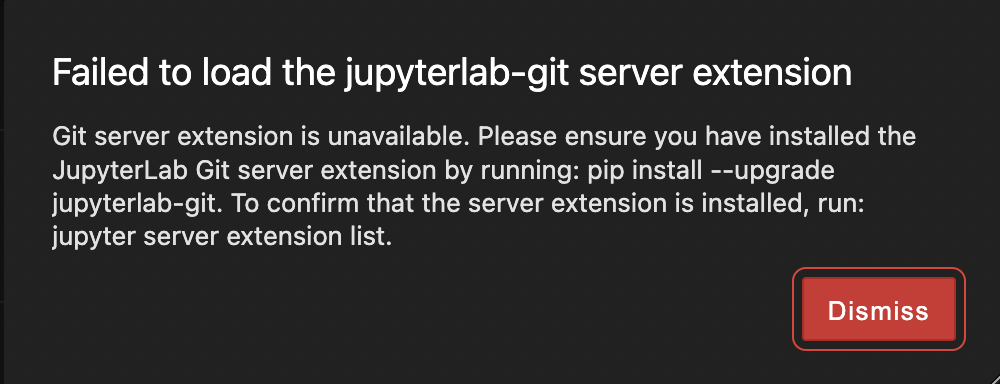 Failed to load the jupyterlab-git server extension
Git server extension is unavailable. Please ensure you have installed the
JupyterLab Git server extension by running: pip install --upgrade
jupyterlab-git. To confirm that the server extension is installed, run:
jupyter server extension list.
Dismiss